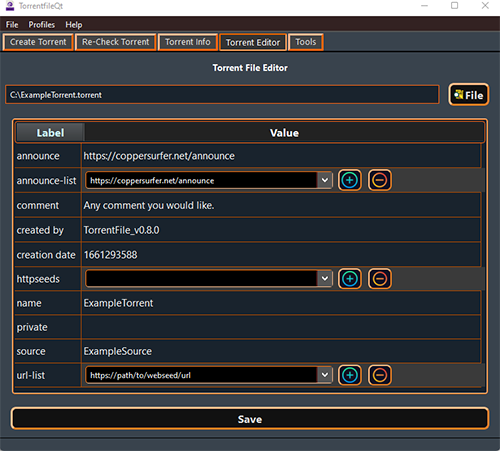 TorrentfileQt
File Profiles Help
Create Torrent Re-Check Torrent Torrent Info Torrent Editor Tools
Torrent File Editor
C:\ExampleTorrent.torrent File
Label Value
announce https://coppersurfer.net/announce
announce-list https://coppersurfer.net/announce
comment Any comment you would like.
created by TorrentFile_v0.8.0
creation date 1661293588
httpseeds
name ExampleTorrent
private
source ExampleSource
url-list https://path/to/webseed/url
Save